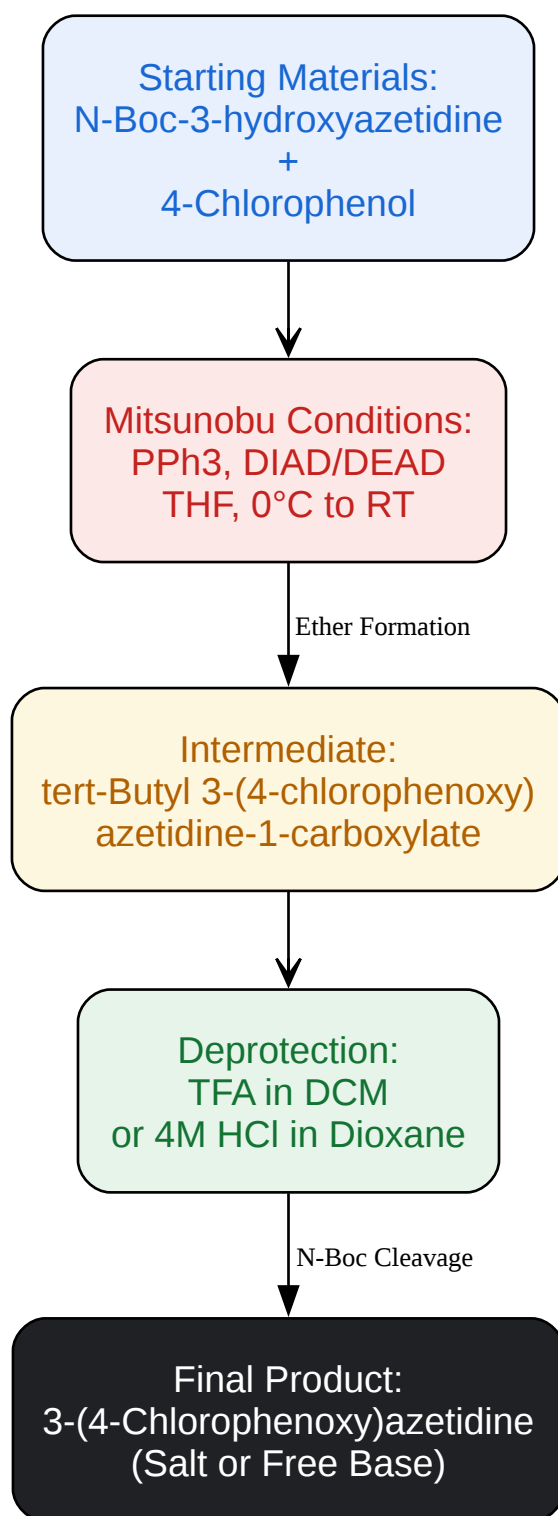 Starting Materials:
N-Boc-3-hydroxyazetidine
+
4-Chlorophenol
Mitsunobu Conditions:
PPh3, DIAD/DEAD
THF, 0°C to RT
Ether Formation
Intermediate:
tert-Butyl 3-(4-chlorophenoxy)
azetidine-1-carboxylate
Deprotection:
TFA in DCM
or 4M HCl in Dioxane
N-Boc Cleavage
Final Product:
3-(4-Chlorophenoxy)azetidine
(Salt or Free Base)